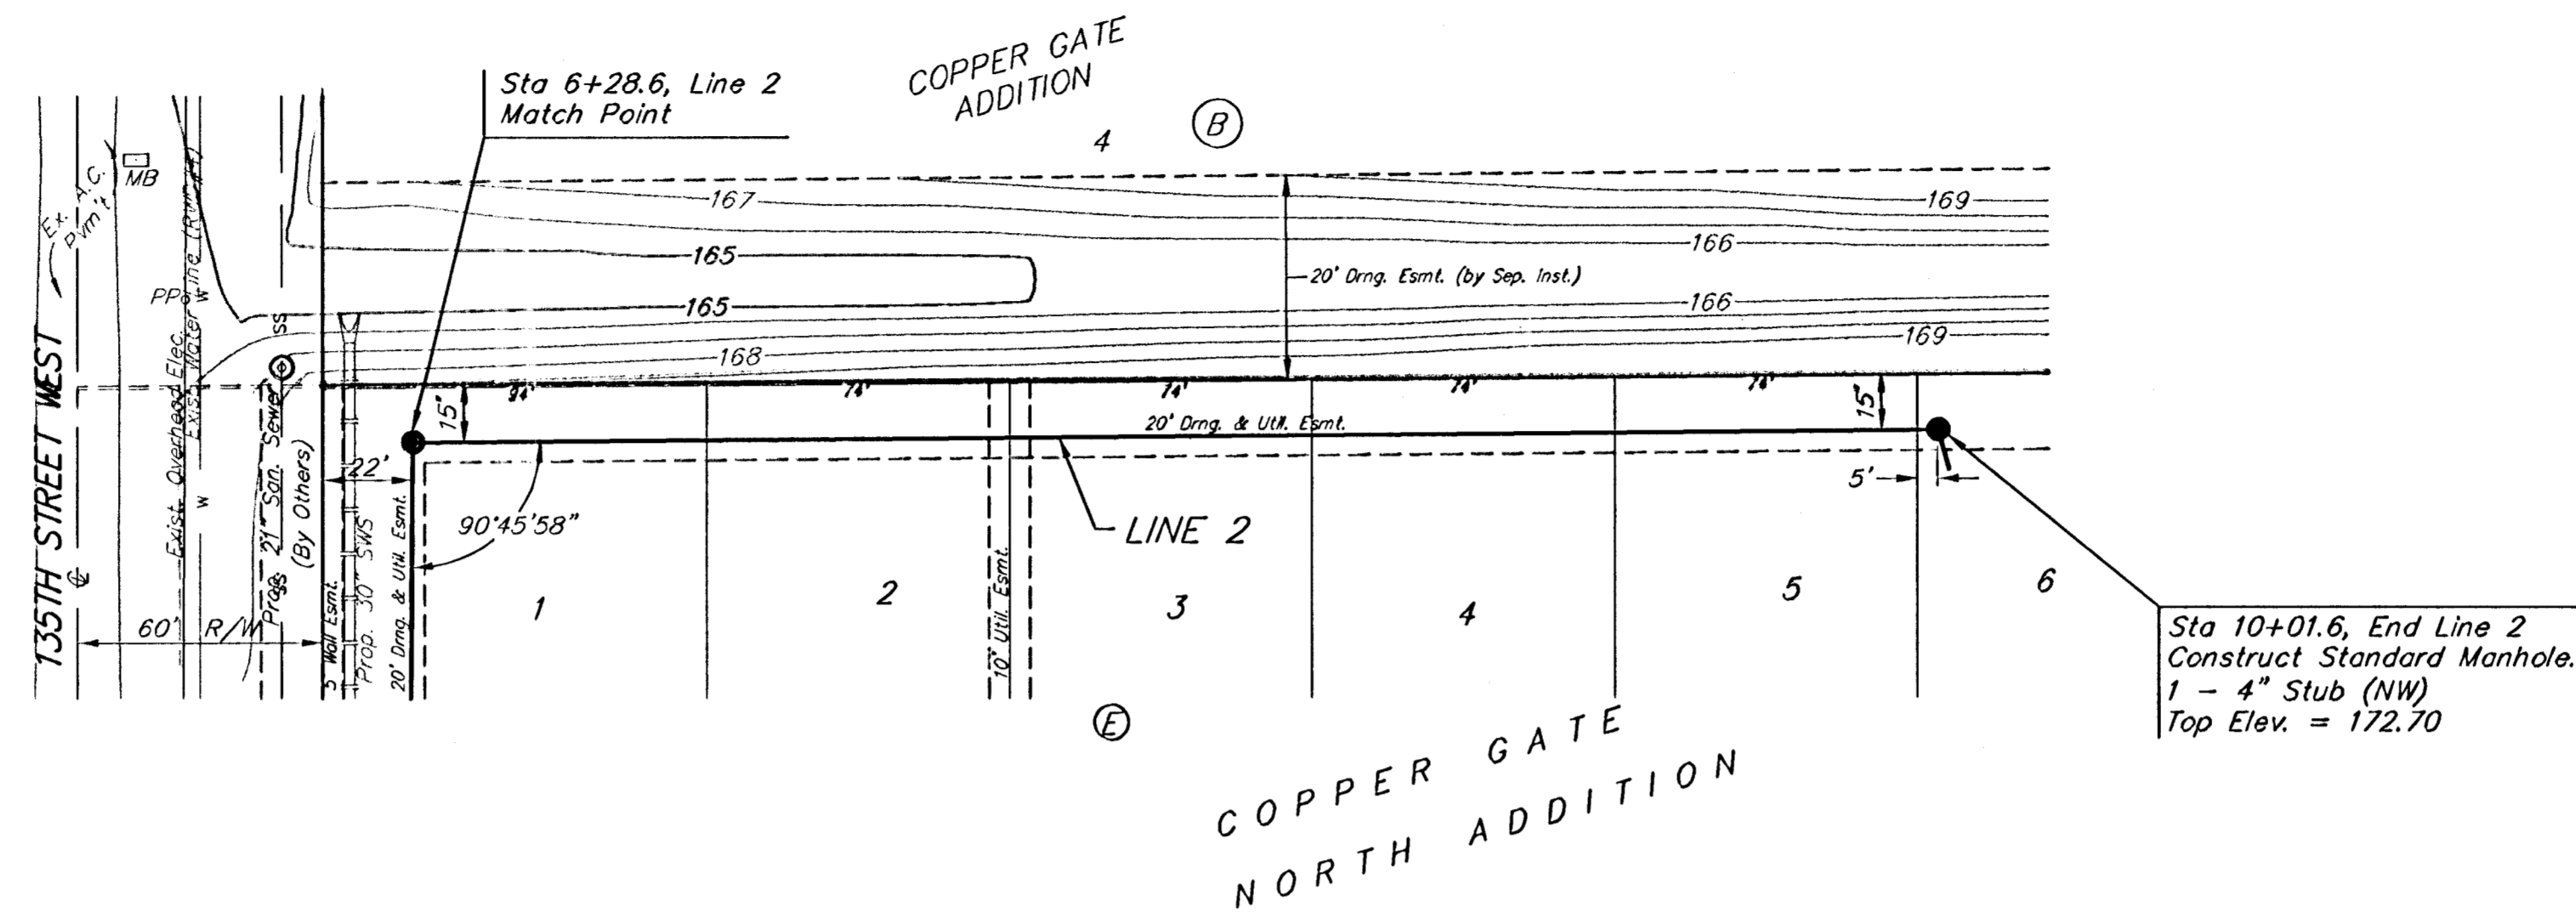 COPPER GATE
ADDITION
Sta 6+28.6, Line 2
Match Point
4
B
MB
Ex. A.C.
Pvm't
167
169
166
165
20' Drng. Esmt. (by Sep. Inst.)
166
165
169
168
PP
W
SS
Exist. Overhead Elec.
135TH STREET WEST
94'
74'
74'
74'
74'
15'
15'
20' Drng. & Util. Esmt.
22'
5'
90°45'58"
LINE 2
W
Prop. 21" San. Sewer
(By Others)
SS
5' Wall Esmt.
Prop. 30" SWS
20' Drng. & Util. Esmt.
10' Util. Esmt.
1
2
3
4
5
6
60' R/W
Sta 10+01.6, End Line 2
Construct Standard Manhole.
1 - 4" Stub (NW)
Top Elev. = 172.70
E
COPPER GATE
NORTH ADDITION